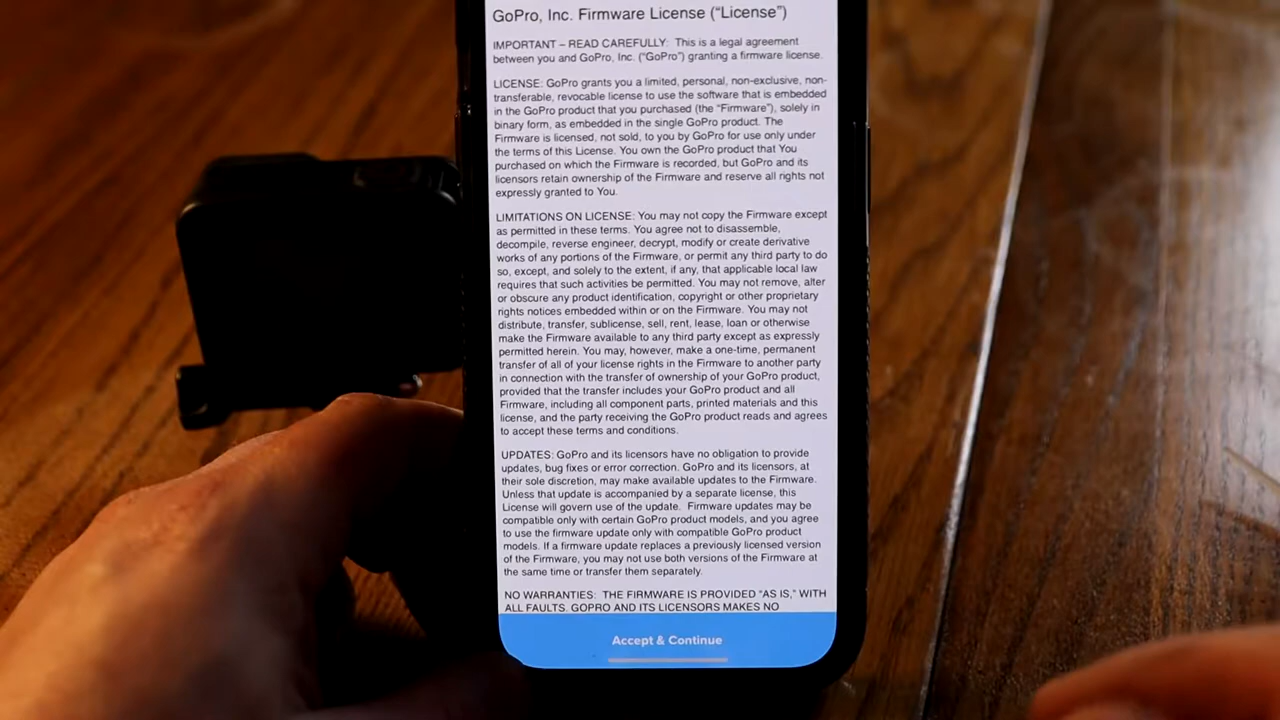 GoPro, Inc. Firmware License (“License”)
IMPORTANT – READ CAREFULLY: This is a legal agreement
between you and GoPro, Inc. (“GoPro”) granting a firmware license.
LICENSE: GoPro grants you a limited, personal, non-exclusive, non-
transferable, revocable license to use the software that is embedded
in the GoPro product that you purchased (the “Firmware”), solely in
binary form, as embedded in the single GoPro product. The
Firmware is licensed, not sold, to you by GoPro for use only under
the terms of this License. You own the GoPro product that You
purchased on which the Firmware is recorded, but GoPro and its
licensors retain ownership of the Firmware and reserve all rights not
expressly granted to You.
LIMITATIONS ON LICENSE: You may not copy the Firmware except
as permitted in these terms. You agree not to disassemble,
decompile, reverse engineer, decrypt, modify or create derivative
works of any portions of the Firmware, or permit any third party to do
so, except, and solely to the extent, if any, that applicable local law
requires that such activities be permitted. You may not remove, alter
or obscure any product identification, copyright or other proprietary
rights notices embedded within or on the Firmware. You may not
distribute, transfer, sublicense, sell, rent, lease, loan or otherwise
make the Firmware available to any third party except as expressly
permitted herein. You may, however, make a one-time, permanent
transfer of all of your license rights in the Firmware to another party
in connection with the transfer of ownership of your GoPro product,
provided that the transfer includes your GoPro product and all
Firmware, including all component parts, printed materials and this
license, and the party receiving the GoPro product reads and agrees
to accept these terms and conditions.
UPDATES: GoPro and its licensors have no obligation to provide
updates, bug fixes or error correction. GoPro and its licensors, at
their sole discretion, may make available updates to the Firmware.
Unless that update is accompanied by a separate license, this
License will govern use of the update. Firmware updates may be
compatible only with certain GoPro product models, and you agree
to use the firmware update only with compatible GoPro product
models. If a firmware update replaces a previously licensed version
of the Firmware, you may not use both versions of the Firmware at
the same time or transfer them separately.
NO WARRANTIES: THE FIRMWARE IS PROVIDED “AS IS,” WITH
ALL FAULTS. GOPRO AND ITS LICENSORS MAKES NO
Accept & Continue